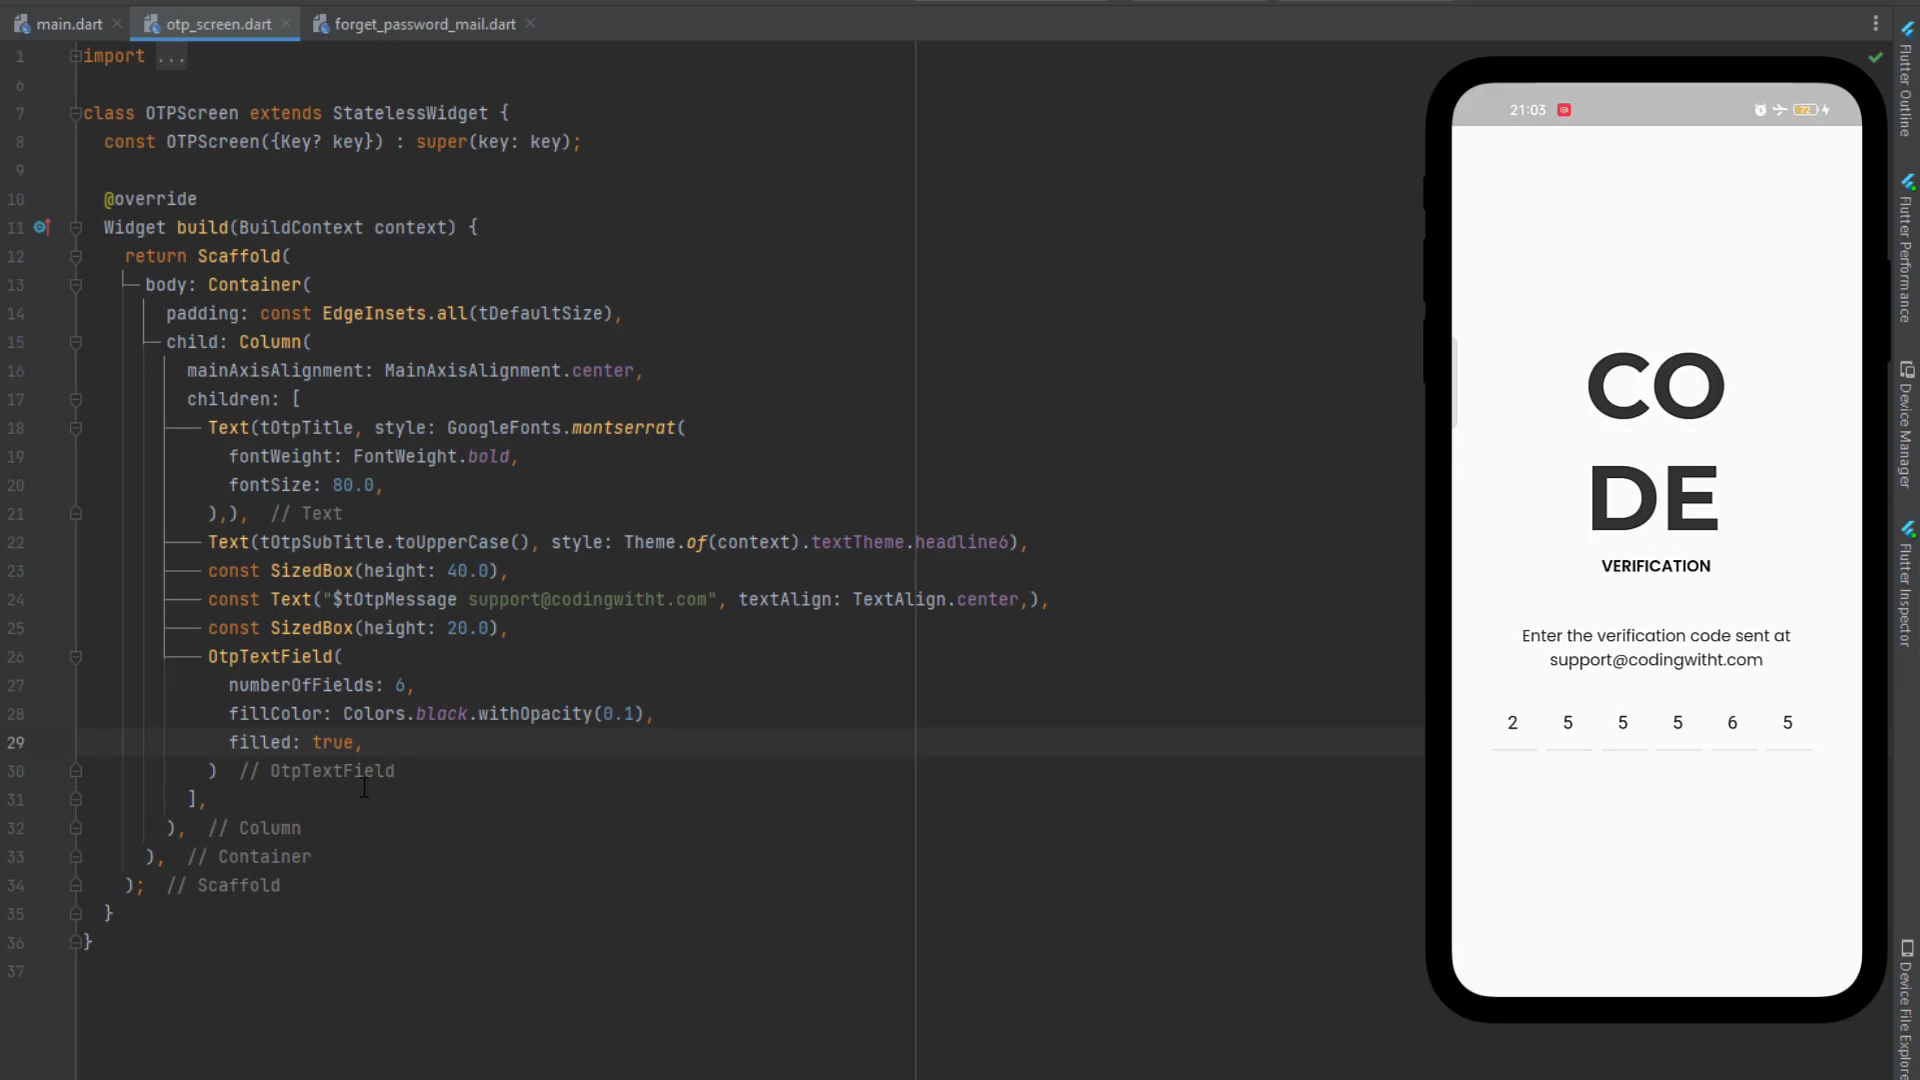 main.dart
otp_screen.dart
forget_password_mail.dart
1 import ...
6
7 class OTPScreen extends StatelessWidget {
8 const OTPScreen({Key? key}) : super(key: key);
9
10 @override
11 Widget build(BuildContext context) {
12 return Scaffold(
13 body: Container(
14 padding: const EdgeInsets.all(tDefaultSize),
15 child: Column(
16 mainAxisAlignment: MainAxisAlignment.center,
17 children: [
18 Text(tOtpTitle, style: GoogleFonts.montserrat(
19 fontWeight: FontWeight.bold,
20 fontSize: 80.0,
21 ),), // Text
22 Text(tOtpSubTitle.toUpperCase(), style: Theme.of(context).textTheme.headline6),
23 const SizedBox(height: 40.0),
24 const Text("$tOtpMessage support@codingwitht.com", textAlign: TextAlign.center,),
25 const SizedBox(height: 20.0),
26 OtpTextField(
27 numberOfFields: 6,
28 fillColor: Colors.black.withOpacity(0.1),
29 filled: true,
30 ) // OtpTextField
31 ],
32 ), // Column
33 ), // Container
34 ); // Scaffold
35 }
36 }
37
21:03
72
CO
DE
VERIFICATION
Enter the verification code sent at
support@codingwitht.com
2 5 5 5 6 5
Flutter Outline
Flutter Performance
Device Manager
Flutter Inspector
Device File Explore